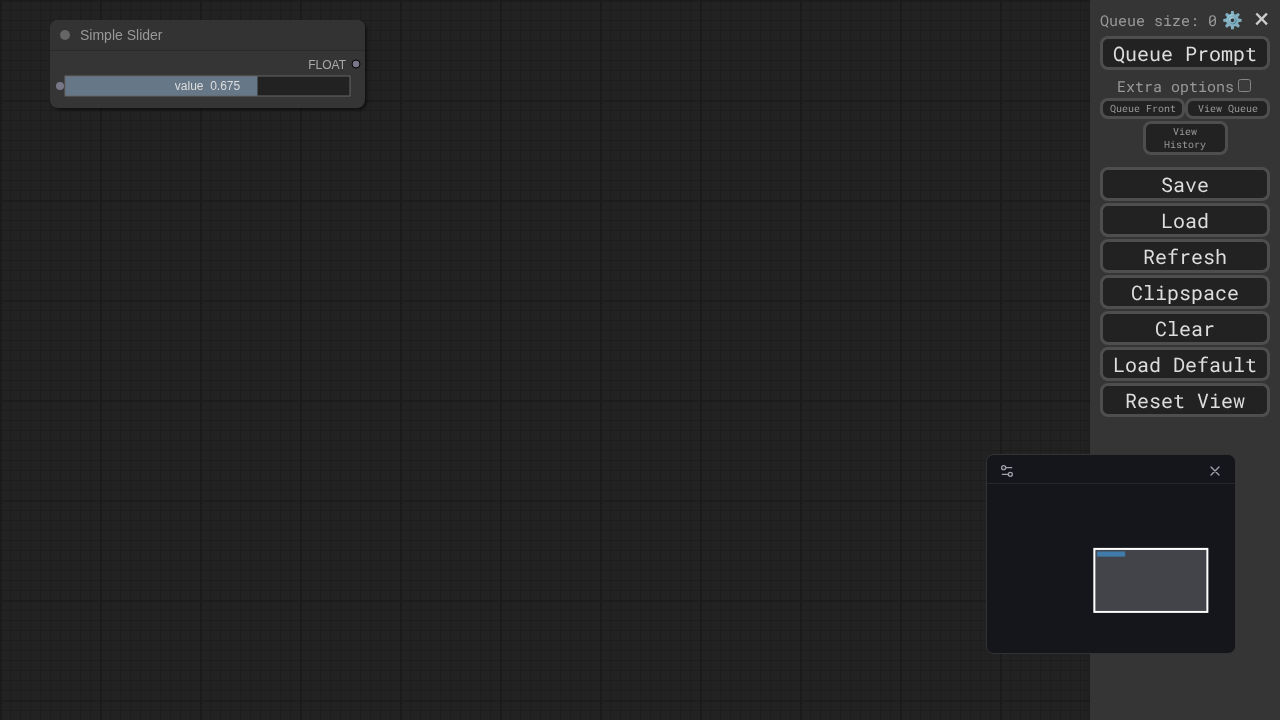 Simple Slider
FLOAT
value 0.675
Queue size: 0
Queue Prompt
Extra options
Queue Front
View Queue
View
History
Save
Load
Refresh
Clipspace
Clear
Load Default
Reset View